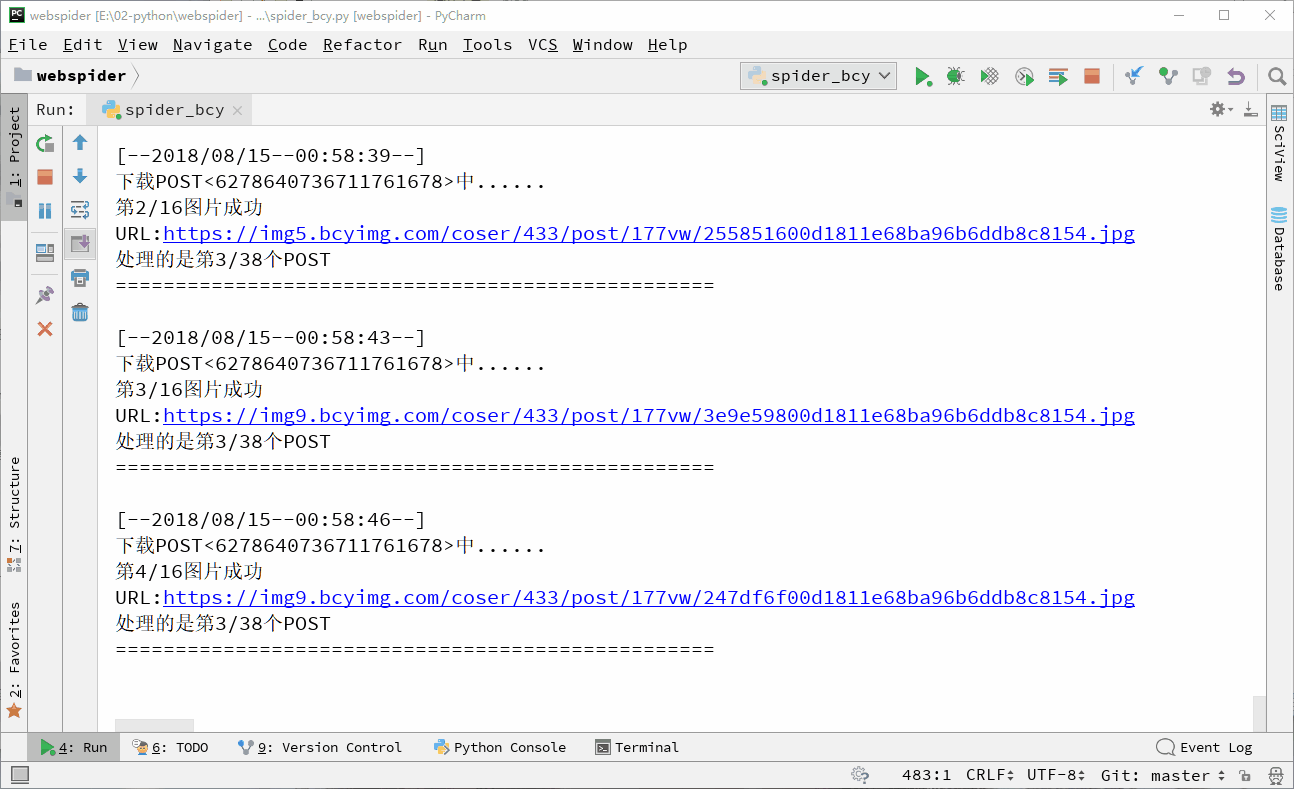 webspider [E:\02-python\webspider] - ...\spider_bcy.py [webspider] - PyCharm
File Edit View Navigate Code Refactor Run Tools VCS Window Help
webspider
spider_bcy
Run: spider_bcy
1: Project
7: Structure
2: Favorites
[--2018/08/15--00:58:39--]
下载POST<6278640736711761678>中......
第2/16图片成功
URL:https://img5.bcyimg.com/coser/433/post/177vw/255851600d1811e68ba96b6ddb8c8154.jpg
处理的是第3/38个POST
==================================================
[--2018/08/15--00:58:43--]
下载POST<6278640736711761678>中......
第3/16图片成功
URL:https://img9.bcyimg.com/coser/433/post/177vw/3e9e59800d1811e68ba96b6ddb8c8154.jpg
处理的是第3/38个POST
==================================================
[--2018/08/15--00:58:46--]
下载POST<6278640736711761678>中......
第4/16图片成功
URL:https://img9.bcyimg.com/coser/433/post/177vw/247df6f00d1811e68ba96b6ddb8c8154.jpg
处理的是第3/38个POST
==================================================
SciView
Database
4: Run 6: TODO 9: Version Control Python Console Terminal Event Log
483:1 CRLF UTF-8 Git: master